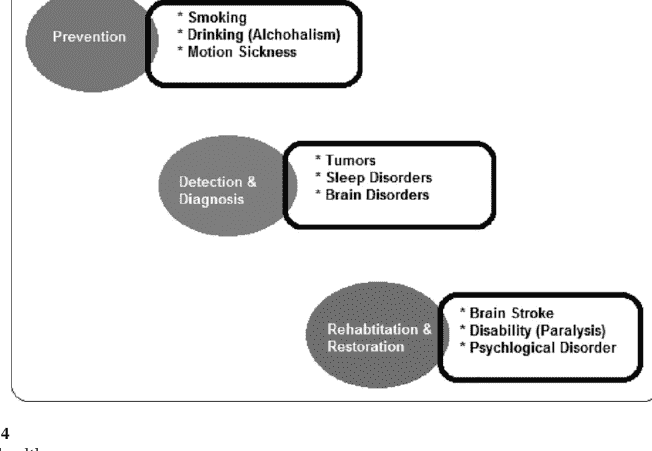 Prevention
* Smoking
* Drinking (Alchohalism)
* Motion Sickness
Detection &
Diagnosis
* Tumors
* Sleep Disorders
* Brain Disorders
Rehabtitation &
Restoration
* Brain Stroke
* Disability (Paralysis)
* Psychlogical Disorder
4